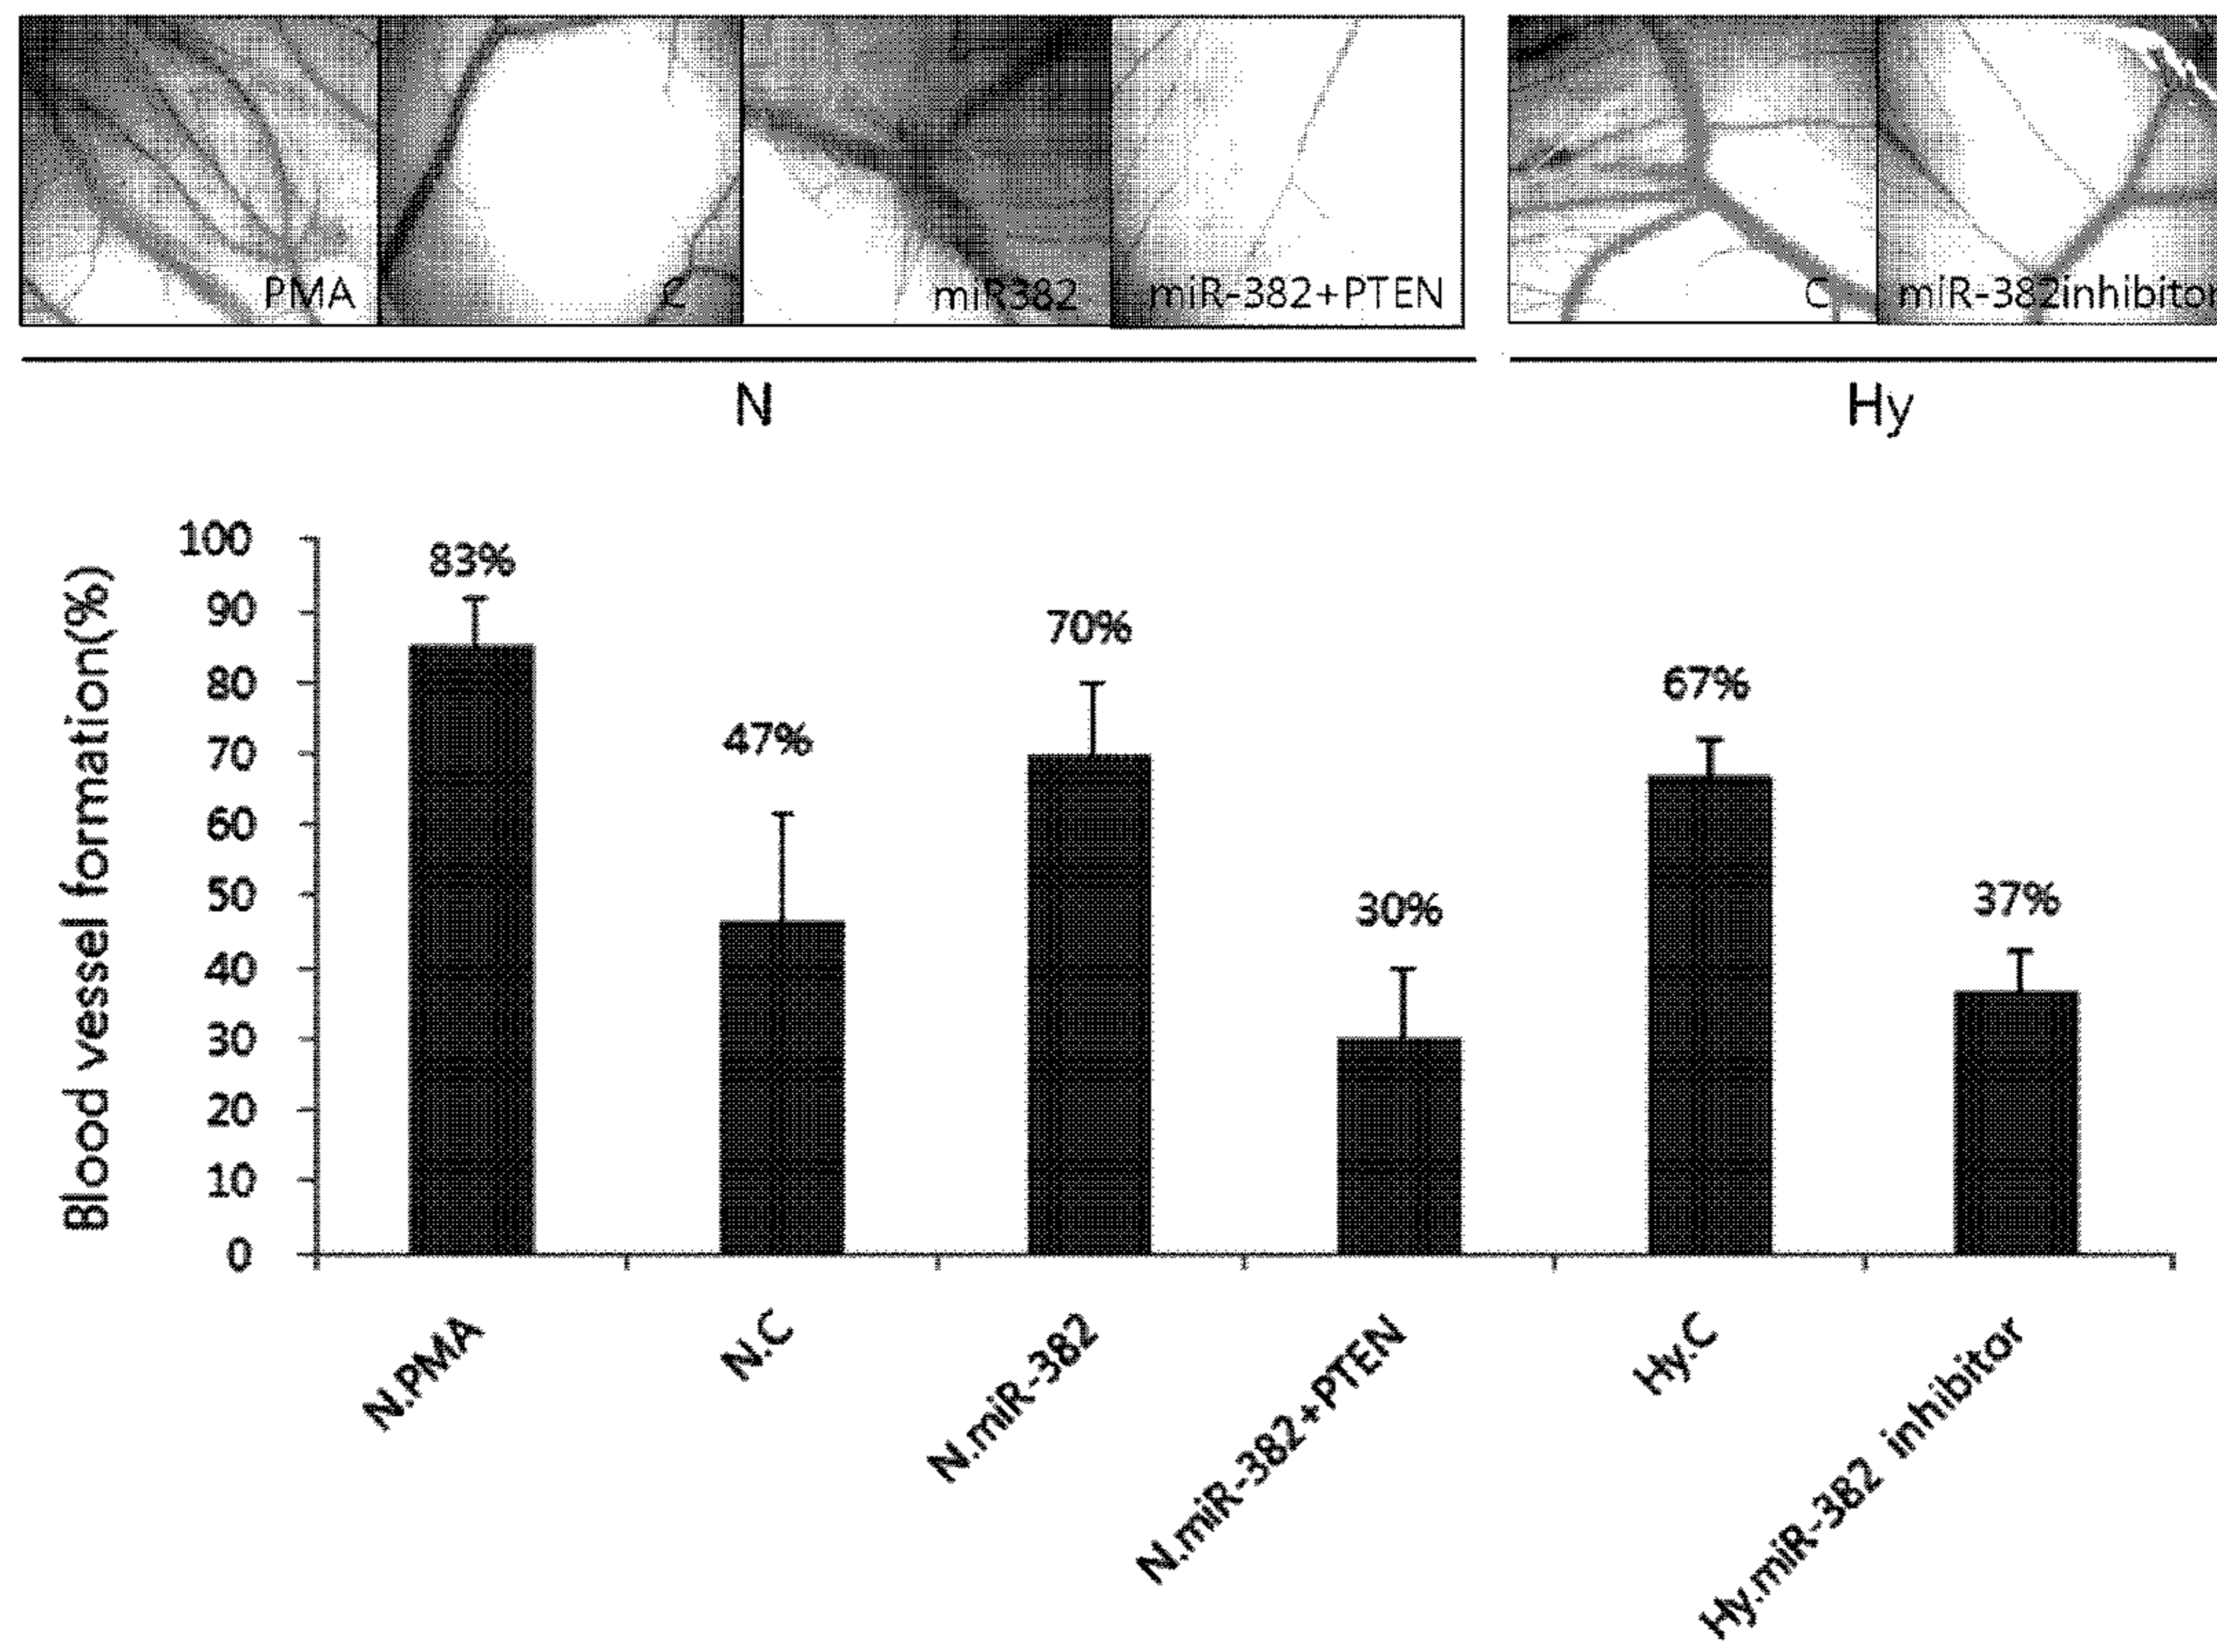 PMA
C
miR382
miR-382+PTEN
C
miR-382inhibitor
N
Hy
Blood vessel formation(%)
100
90
80
70
60
50
40
30
20
10
0
83%
47%
70%
30%
67%
37%
N.PMA
N.C
N.miR-382
N.miR-382+PTEN
Hy.C
Hy.miR-382 inhibitor